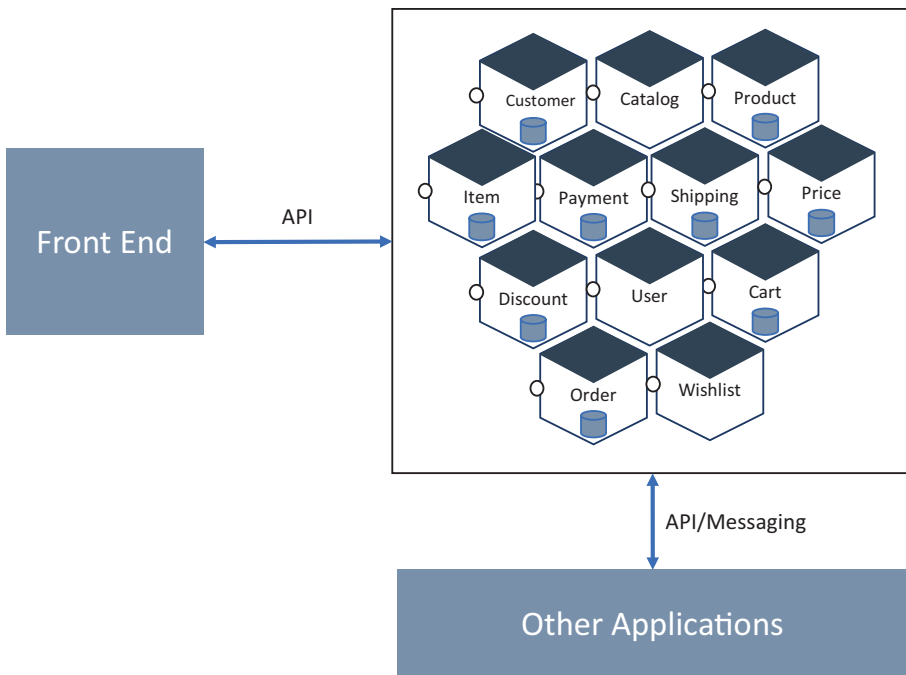 Customer
Catalog
Product
Item
Payment
Shipping
Price
Front End
API
Discount
User
Cart
Order
Wishlist
API/Messaging
Other Applications